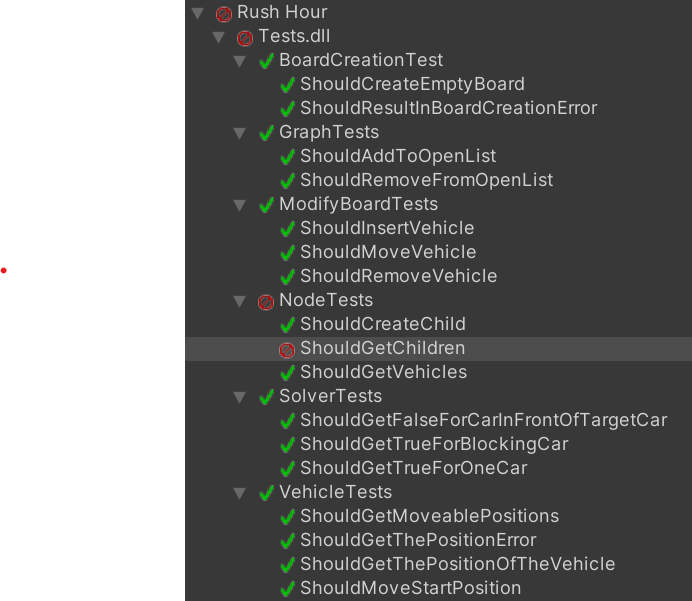 Rush Hour
Tests.dll
BoardCreationTest
ShouldCreateEmptyBoard
ShouldResultInBoardCreationError
GraphTests
ShouldAddToOpenList
ShouldRemoveFromOpenList
ModifyBoardTests
ShouldInsertVehicle
ShouldMoveVehicle
ShouldRemoveVehicle
NodeTests
ShouldCreateChild
ShouldGetChildren
ShouldGetVehicles
SolverTests
ShouldGetFalseForCarInFrontOfTargetCar
ShouldGetTrueForBlockingCar
ShouldGetTrueForOneCar
VehicleTests
ShouldGetMoveablePositions
ShouldGetThePositionError
ShouldGetThePositionOfTheVehicle
ShouldMoveStartPosition